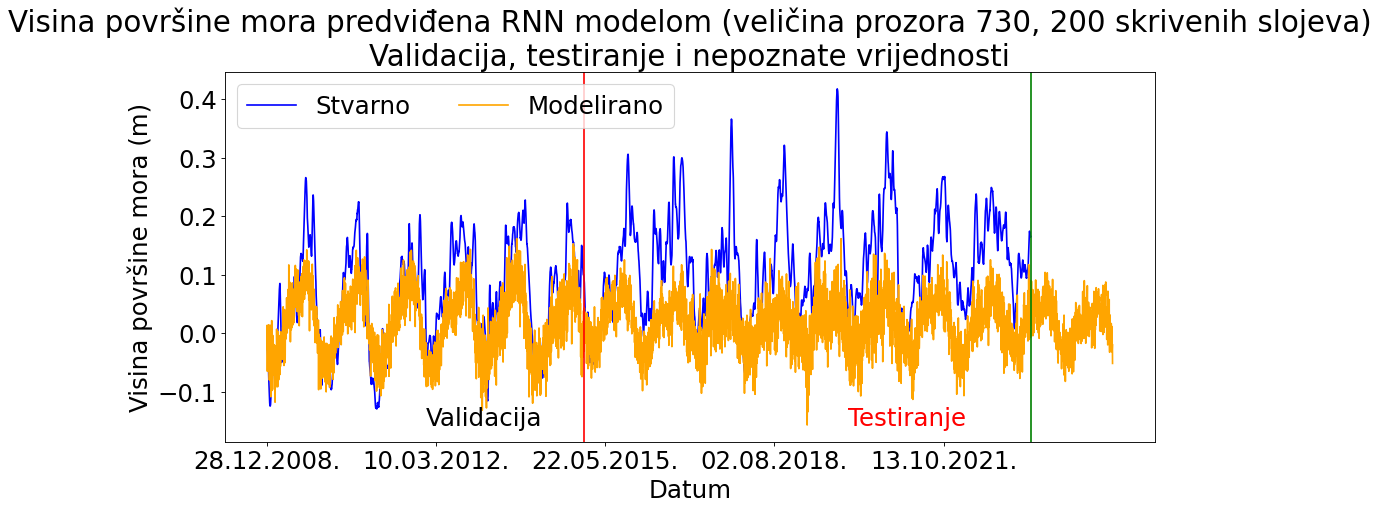 Visina površine mora predviđena RNN modelom (veličina prozora 730, 200 skrivenih slojeva)
Validacija, testiranje i nepoznate vrijednosti
Stvarno Modelirano
0.4
0.3
0.2
0.1
0.0
−0.1
Visina površine mora (m)
Validacija Testiranje
28.12.2008. 10.03.2012. 22.05.2015. 02.08.2018. 13.10.2021.
Datum